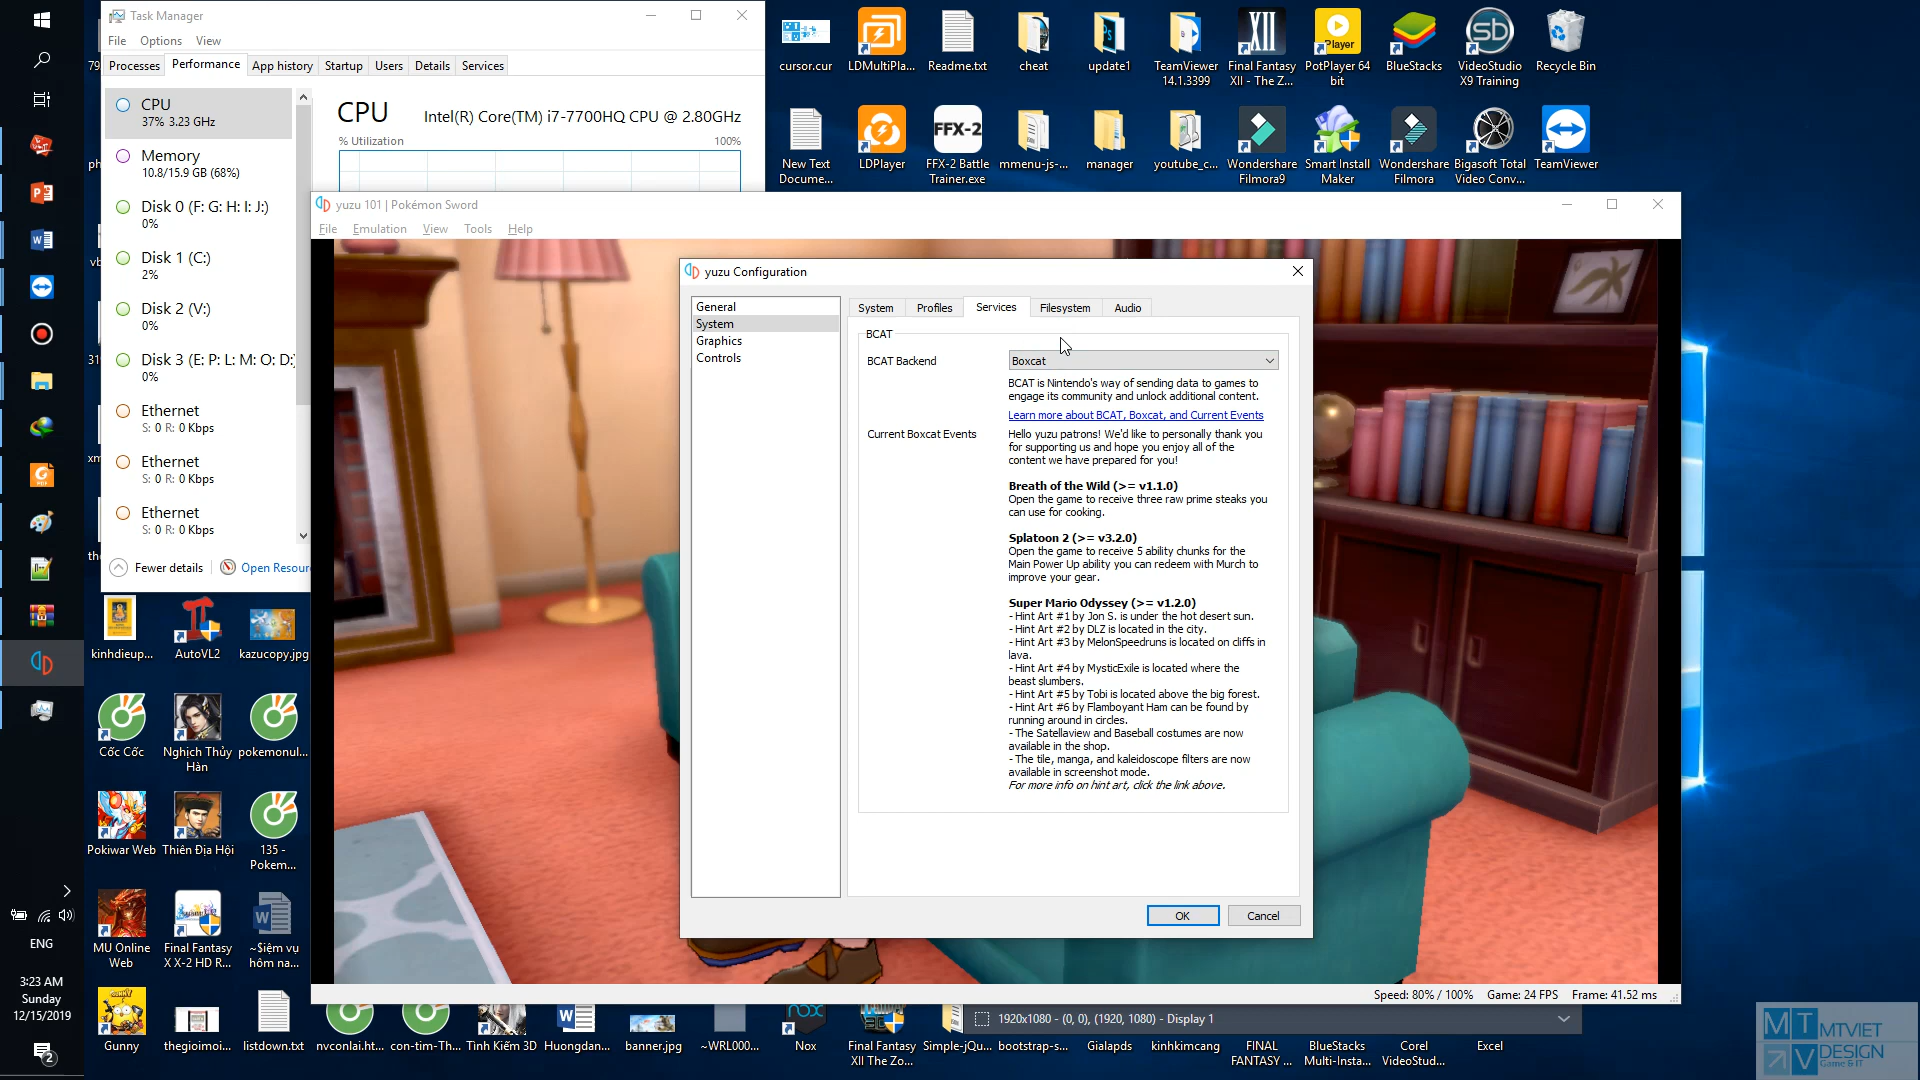 Task Manager
File Options View
Processes Performance App history Startup Users Details Services
CPU
37% 3.23 GHz
Memory
10.8/15.9 GB (68%)
Disk 0 (F: G: H: I: J:)
0%
Disk 1 (C:)
2%
Disk 2 (V:)
0%
Disk 3 (E: P: L: M: O: D:)
0%
Ethernet
S: 0 R: 0 Kbps
Ethernet
S: 0 R: 0 Kbps
Ethernet
S: 0 R: 0 Kbps
Fewer details
CPU
Intel(R) Core(TM) i7-7700HQ CPU @ 2.80GHz
% Utilization
100%
cursor.cur
LDMultiPla...
Readme.txt
cheat
update1
TeamViewer
14.1.3399
XII
Final Fantasy
XII - The Z...
Player
PotPlayer 64
bit
BlueStacks
VideoStudio
X9 Training
Recycle Bin
New Text
Docume...
LDPlayer
FFX-2
FFX-2 Battle
Trainer.exe
mmenu-js-...
manager
youtube_c...
Wondershare
Filmora9
Smart Install
Maker
Wondershare
Filmora
Bigasoft Total
Video Conv...
TeamViewer
yuzu 101 | Pokémon Sword
File Emulation View Tools Help
yuzu Configuration
General
System
Graphics
Controls
System Profiles Services Filesystem Audio
BCAT
BCAT Backend
Boxcat
BCAT is Nintendo's way of sending data to games to
engage its community and unlock additional content.
Learn more about BCAT, Boxcat, and Current Events
Current Boxcat Events
Hello yuzu patrons! We'd like to personally thank you
for supporting us and hope you enjoy all of the
content we have prepared for you!
Breath of the Wild (>= v1.1.0)
Open the game to receive three raw prime steaks you
can use for cooking.
Splatoon 2 (>= v3.2.0)
Open the game to receive 5 ability chunks for the
Main Power Up ability you can redeem with Murch to
improve your gear.
Super Mario Odyssey (>= v1.2.0)
- Hint Art #1 by Jon S. is under the hot desert sun.
- Hint Art #2 by DLZ is located in the city.
- Hint Art #3 by MelonSpeedruns is located on cliffs in
lava.
- Hint Art #4 by MysticExile is located where the
beast slumbers.
- Hint Art #5 by Tobi is located above the big forest.
- Hint Art #6 by Flamboyant Ham can be found by
running around in circles.
- The Satellaview and Baseball costumes are now
available in the shop.
- The tile, manga, and kaleidoscope filters are now
available in screenshot mode.
For more info on hint art, click the link above.
OK
Cancel
Speed: 80% / 100% Game: 24 FPS Frame: 41.52 ms
kinhdieup...
AutoVL2
kazucopy.jpg
Cốc Cốc
Nghịch Thủy
Hàn
pokemonul...
Pokiwar Web
Thiên Địa Hội
135 -
Pokem...
MU Online
Web
Final Fantasy
X X-2 HD R...
~$iệm vụ
hôm na...
ENG
3:23 AM
Sunday
12/15/2019
2
Gunny
thegioimoi...
listdown.txt
nvconlai.ht...
con-tim-Th...
Tình Kiếm 3D
Huongdan...
banner.jpg
~WRL000...
nox
Nox
Final Fantasy
XII The Zo...
Simple-jQu...
bootstrap-s...
Gialapds
kinhkimcang
FINAL
FANTASY ...
BlueStacks
Multi-Insta...
Corel
VideoStud...
Excel
1920x1080 - (0, 0), (1920, 1080) - Display 1
MTVIET
DESIGN
Game & IT